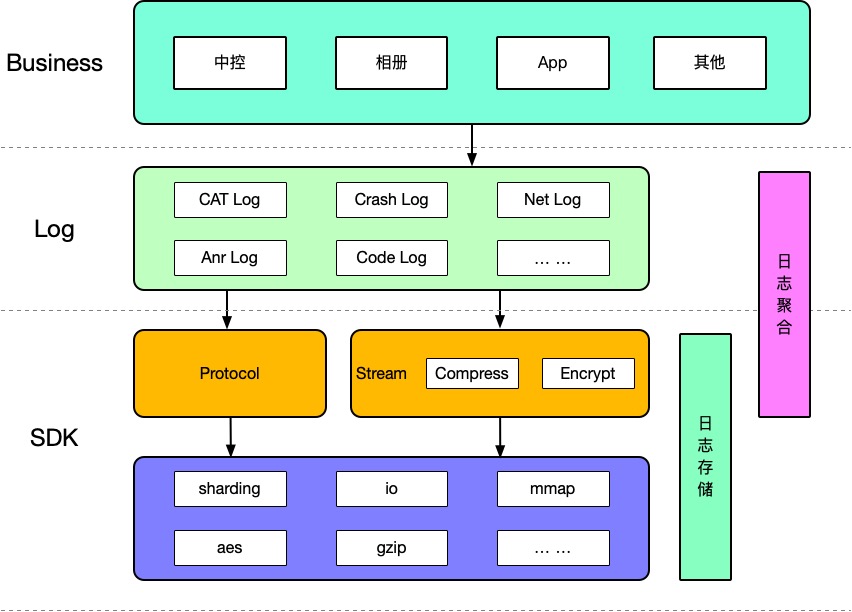 Business
中控
相册
App
其他
Log
CAT Log
Crash Log
Net Log
Anr Log
Code Log
... ...
日志聚合
SDK
Protocol
Stream
Compress
Encrypt
日志存储
sharding
io
mmap
aes
gzip
... ...